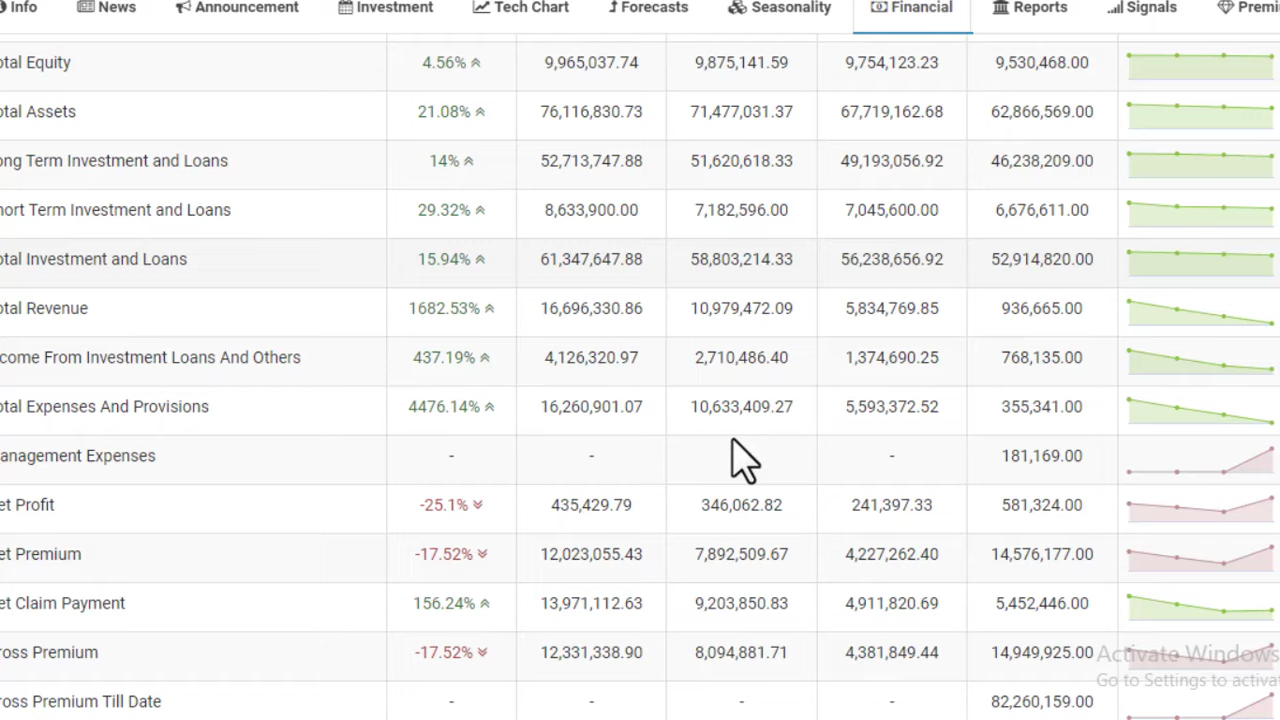 Info News Announcement Investment Tech Chart Forecasts Seasonality Financial Reports Signals Premi
otal Equity 4.56% 9,965,037.74 9,875,141.59 9,754,123.23 9,530,468.00
otal Assets 21.08% 76,116,830.73 71,477,031.37 67,719,162.68 62,866,569.00
ong Term Investment and Loans 14% 52,713,747.88 51,620,618.33 49,193,056.92 46,238,209.00
hort Term Investment and Loans 29.32% 8,633,900.00 7,182,596.00 7,045,600.00 6,676,611.00
otal Investment and Loans 15.94% 61,347,647.88 58,803,214.33 56,238,656.92 52,914,820.00
otal Revenue 1682.53% 16,696,330.86 10,979,472.09 5,834,769.85 936,665.00
come From Investment Loans And Others 437.19% 4,126,320.97 2,710,486.40 1,374,690.25 768,135.00
otal Expenses And Provisions 4476.14% 16,260,901.07 10,633,409.27 5,593,372.52 355,341.00
anagement Expenses - - - 181,169.00
et Profit -25.1% 435,429.79 346,062.82 241,397.33 581,324.00
et Premium -17.52% 12,023,055.43 7,892,509.67 4,227,262.40 14,576,177.00
et Claim Payment 156.24% 13,971,112.63 9,203,850.83 4,911,820.69 5,452,446.00
ross Premium -17.52% 12,331,338.90 8,094,881.71 4,381,849.44 14,949,925.00
Activate Windows
Go to Settings to activa
ross Premium Till Date - - - - 82,260,159.00